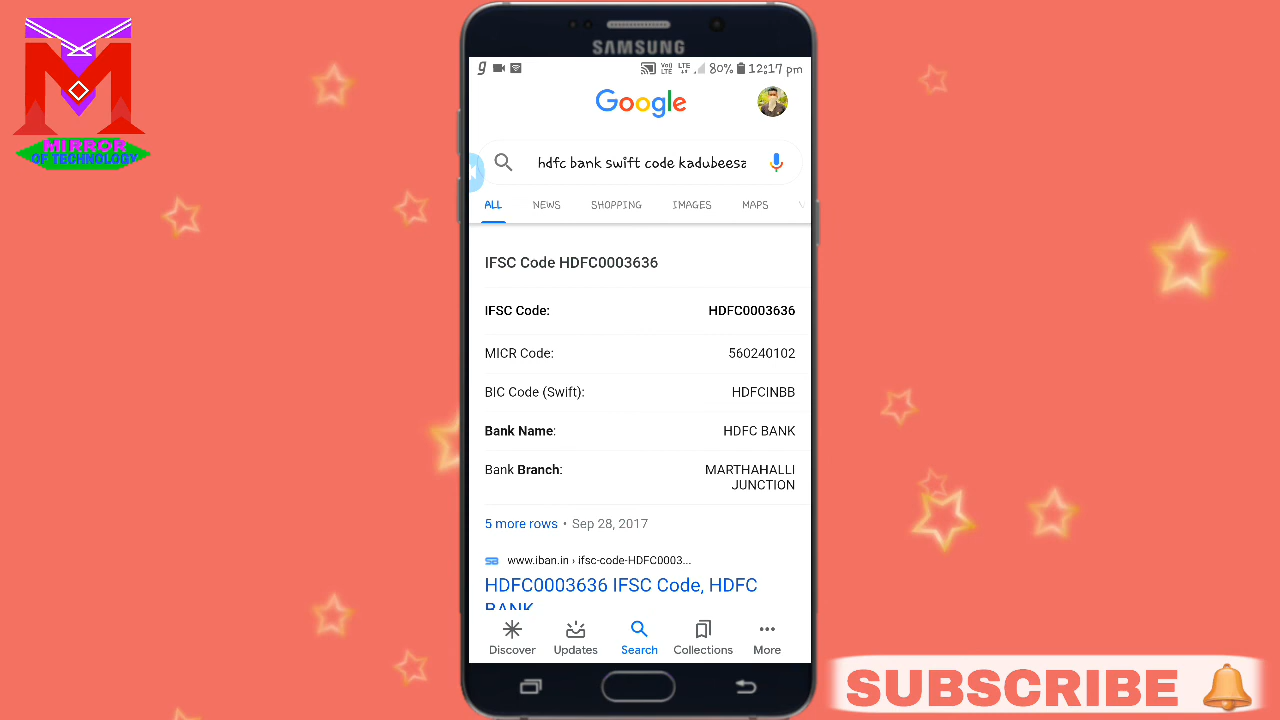 M
MIRROR
OF TECHNOLOGY
SAMSUNG
g VoLTE LTE 80% 12:17 pm
Google
hdfc bank swift code kadubeesa
ALL NEWS SHOPPING IMAGES MAPS
IFSC Code HDFC0003636
IFSC Code: HDFC0003636
MICR Code: 560240102
BIC Code (Swift): HDFCINBB
Bank Name: HDFC BANK
Bank Branch: MARTHAHALLI
JUNCTION
5 more rows • Sep 28, 2017
www.iban.in › ifsc-code-HDFC0003...
HDFC0003636 IFSC Code, HDFC
BANK
Discover Updates Search Collections More
SUBSCRIBE